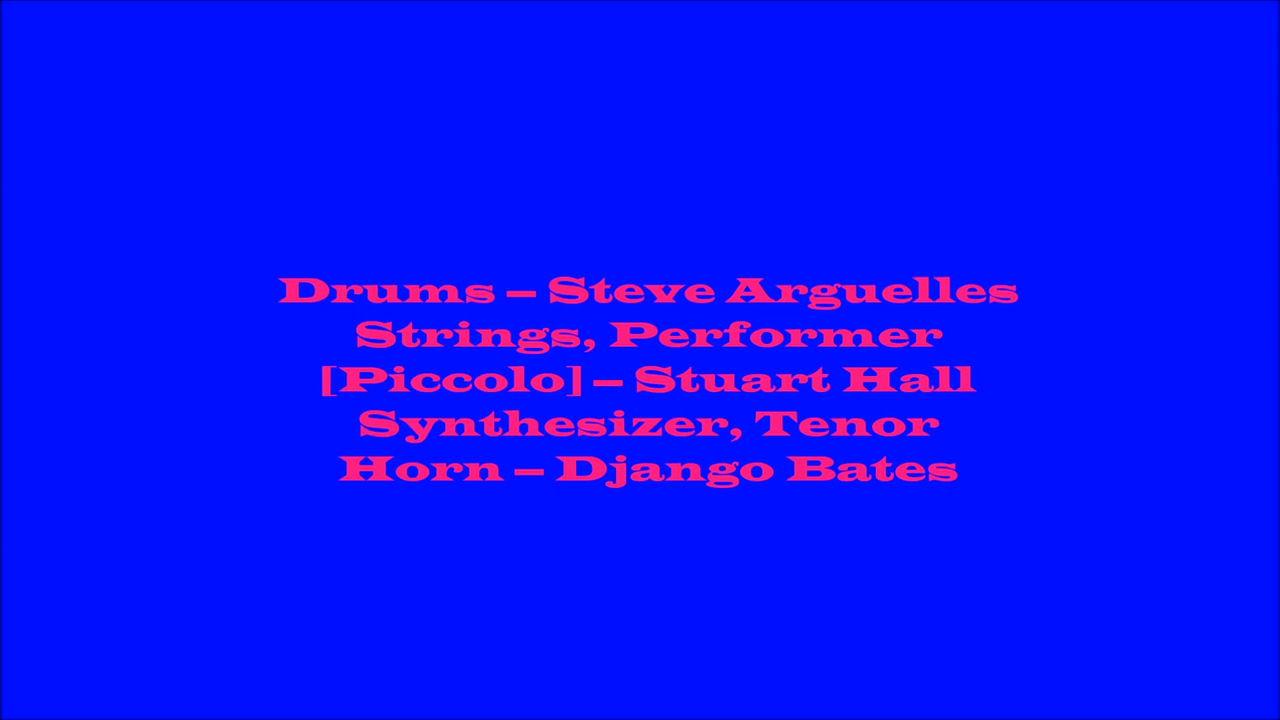 Drums – Steve Arguelles
Strings, Performer
[Piccolo] – Stuart Hall
Synthesizer, Tenor
Horn – Django Bates